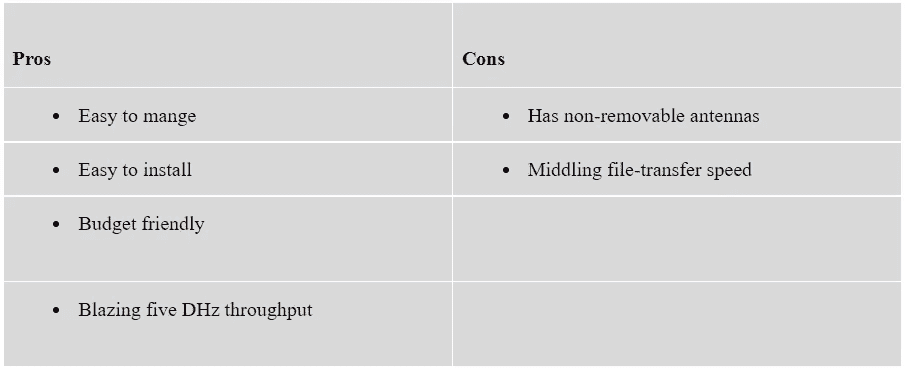 Pros
Cons
• Easy to mange
• Has non-removable antennas
• Easy to install
• Middling file-transfer speed
• Budget friendly
• Blazing five DHz throughput